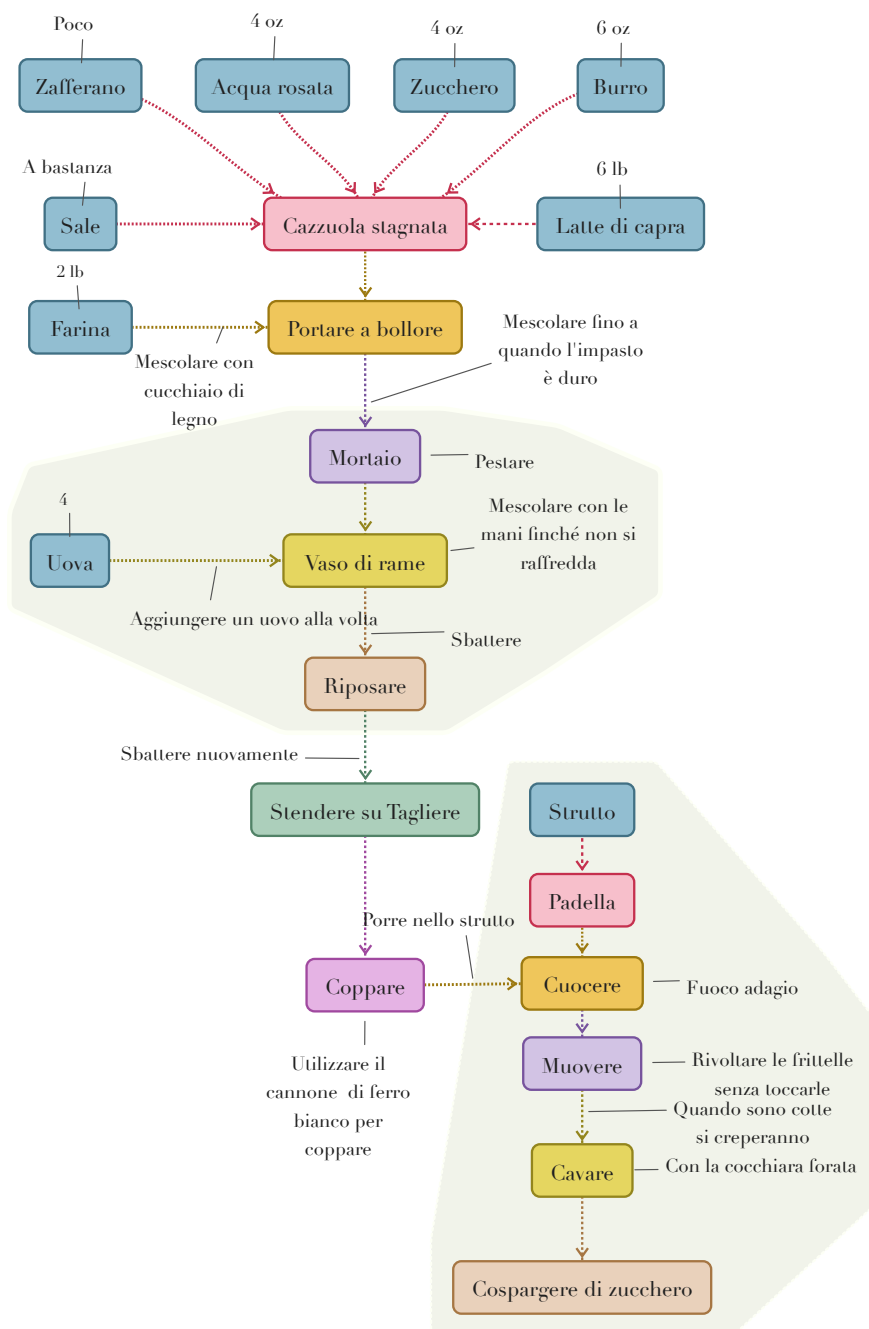 Poco
4 oz
4 oz
6 oz
Zafferano
Acqua rosata
Zucchero
Burro
A bastanza
6 lb
Sale
Cazzuola stagnata
Latte di capra
2 lb
Farina
Portare a bollore
Mescolare fino a
quando l'impasto
è duro
Mescolare con
cucchiaio di
legno
Mortaio
Pestare
4
Uova
Vaso di rame
Mescolare con le
mani finché non si
raffredda
Aggiungere un uovo alla volta
Sbattere
Riposare
Sbattere nuovamente
Stendere su Tagliere
Strutto
Padella
Porre nello strutto
Coppare
Cuocere
Fuoco adagio
Utilizzare il
cannone di ferro
bianco per
coppare
Muovere
Rivoltare le frittelle
senza toccarle
Quando sono cotte
si creperanno
Cavare
Con la cocchiara forata
Cospargere di zucchero